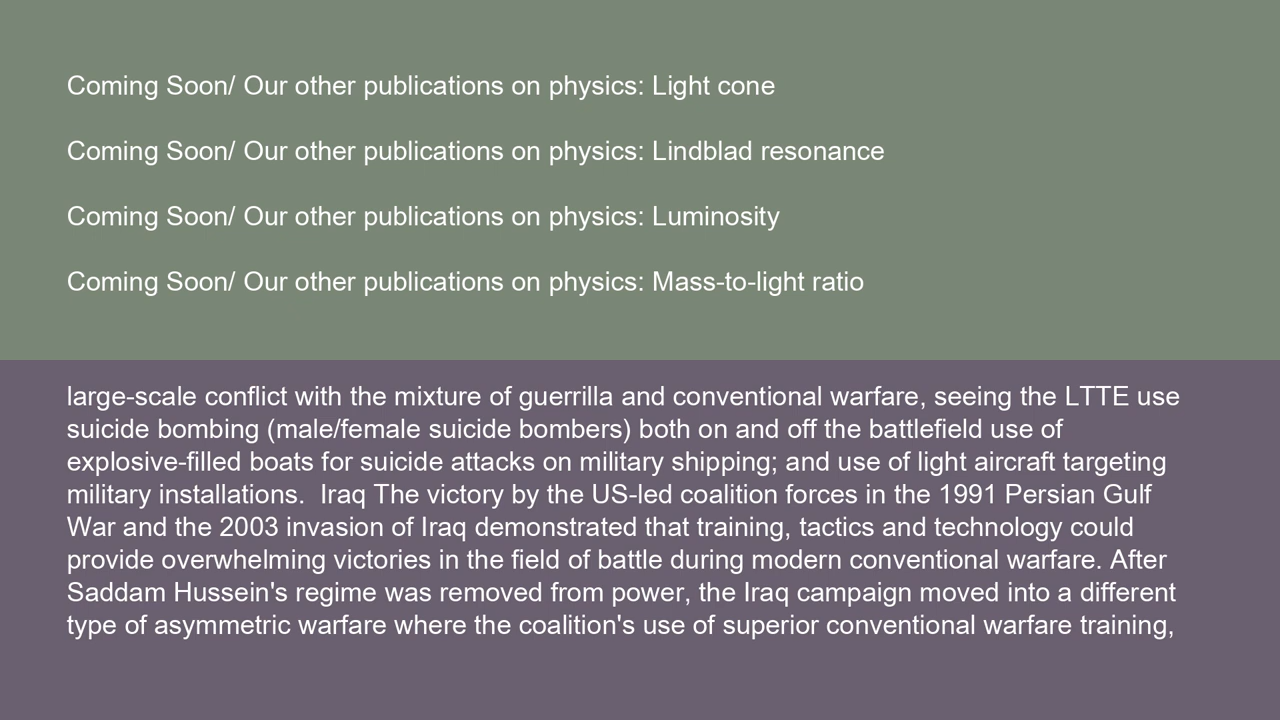 Coming Soon/ Our other publications on physics: Light cone
Coming Soon/ Our other publications on physics: Lindblad resonance
Coming Soon/ Our other publications on physics: Luminosity
Coming Soon/ Our other publications on physics: Mass-to-light ratio
large-scale conflict with the mixture of guerrilla and conventional warfare, seeing the LTTE use
suicide bombing (male/female suicide bombers) both on and off the battlefield use of
explosive-filled boats for suicide attacks on military shipping; and use of light aircraft targeting
military installations.  Iraq The victory by the US-led coalition forces in the 1991 Persian Gulf
War and the 2003 invasion of Iraq demonstrated that training, tactics and technology could
provide overwhelming victories in the field of battle during modern conventional warfare. After
Saddam Hussein's regime was removed from power, the Iraq campaign moved into a different
type of asymmetric warfare where the coalition's use of superior conventional warfare training,